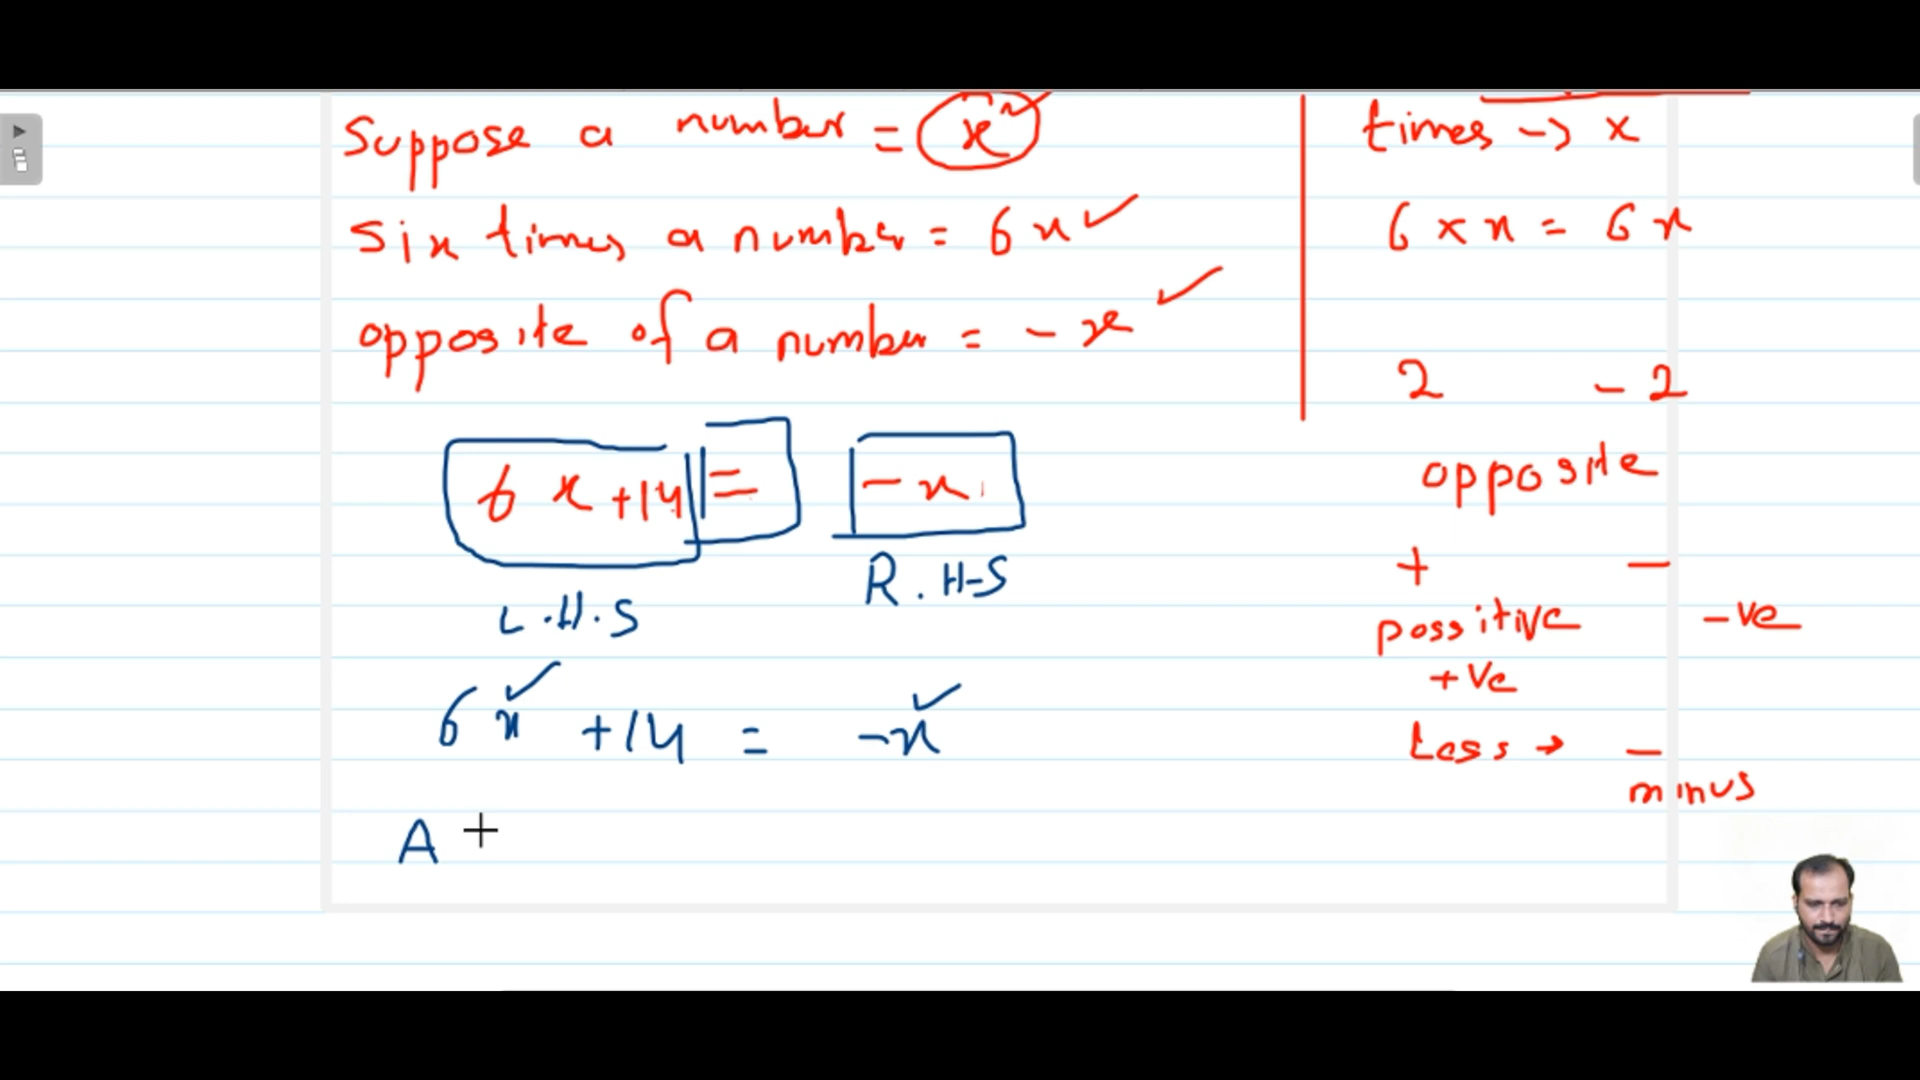 Suppose a number = x
six times a number = 6x
opposite of a number = -x
6x+14 = -x
L.H.S
R.H-S
6x +14 = -x
A
times -> x
6 × x = 6x
2 -2
opposite
+ -
possitive -ve
+ve
Less → -
minus